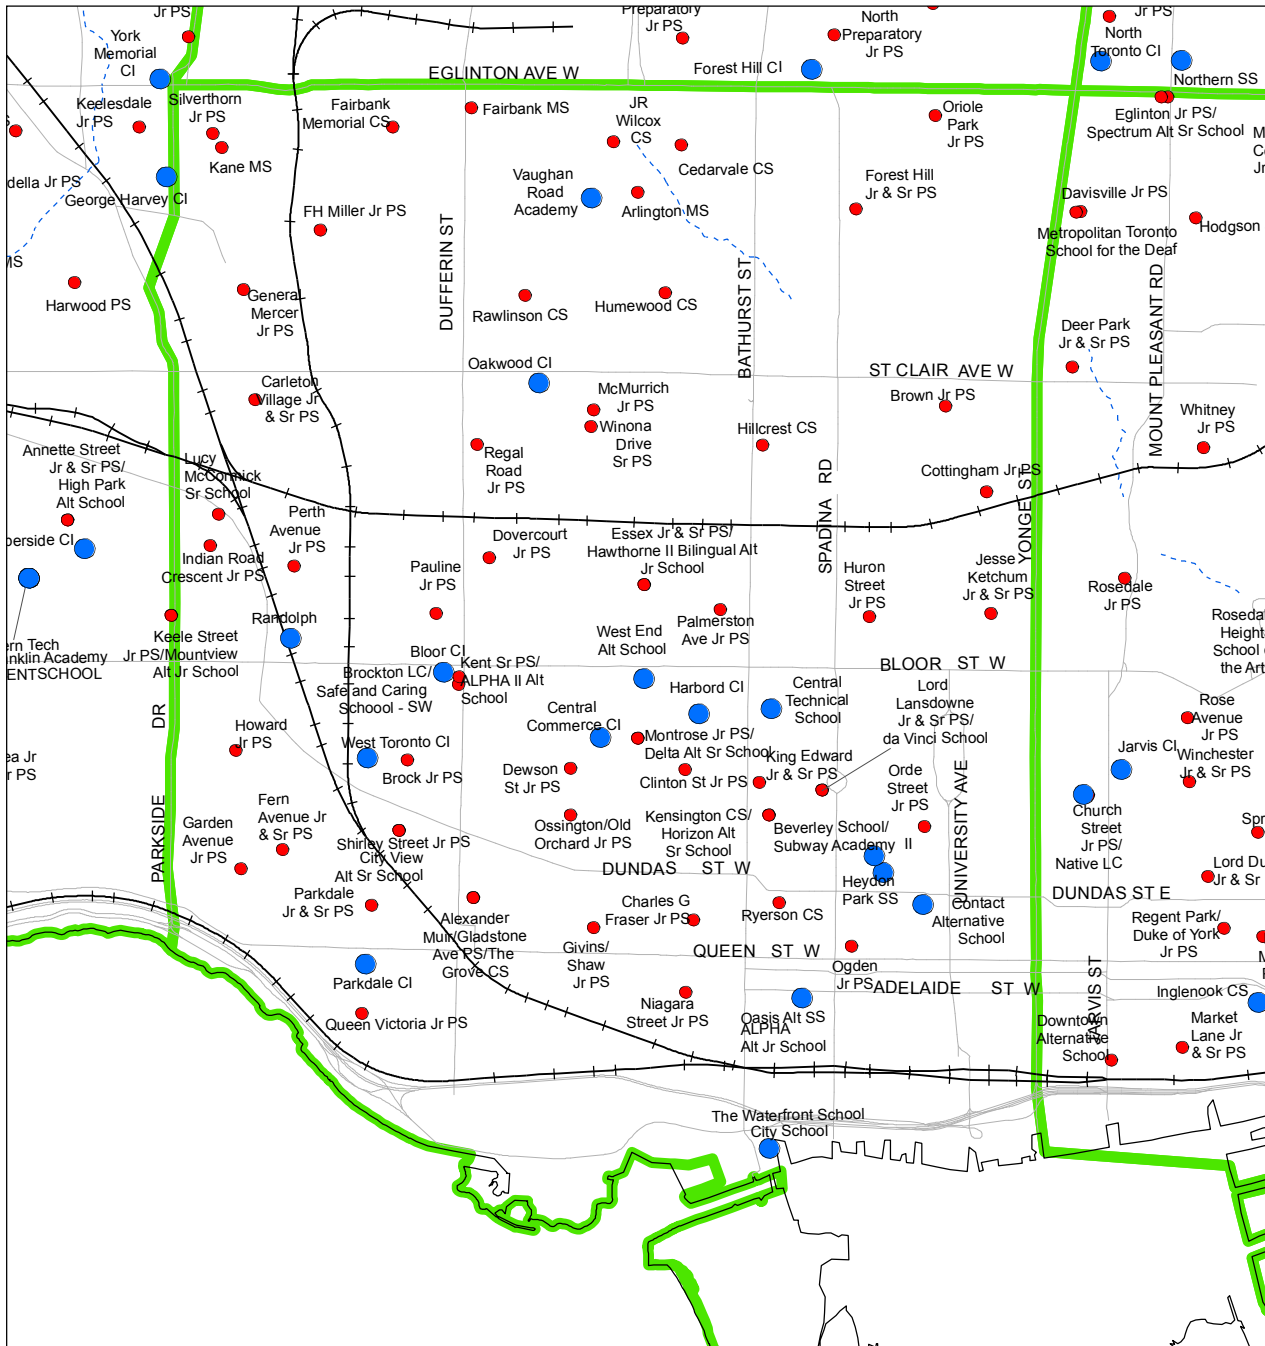 Jr PS
York
Memorial
CI
Preparatory
Jr PS
North
Preparatory
Jr PS
Jr PS
North
Toronto CI
Forest Hill CI
EGLINTON AVE W
Northern SS
Keelesdale
Jr PS
Silverthorn
Jr PS
Kane MS
Fairbank
Memorial CS
Fairbank MS
JR
Wilcox
CS
Cedarvale CS
Oriole
Park
Jr PS
Eglinton Jr PS/
Spectrum Alt Sr School
della Jr PS
George Harvey CI
FH Miller Jr PS
Vaughan
Road
Academy
Arlington MS
Forest Hill
Jr & Sr PS
Davisville Jr PS
Metropolitan Toronto
School for the Deaf
Hodgson
MS
Harwood PS
General
Mercer
Jr PS
DUFFERIN ST
Rawlinson CS
Humewood CS
BATHURST ST
MOUNT PLEASANT RD
Deer Park
Jr & Sr PS
Oakwood CI
ST CLAIR AVE W
Carleton
Village Jr
& Sr PS
McMurrich
Jr PS
Winona
Drive
Sr PS
Brown Jr PS
Hillcrest CS
Whitney
Jr PS
Annette Street
Jr & Sr PS/
High Park
Alt School
Lucy
McCormick
Sr School
Regal
Road
Jr PS
SPADINA RD
Cottingham Jr PS
YONGE ST
erside CI
Perth
Avenue
Jr PS
Indian Road
Crescent Jr PS
Dovercourt
Jr PS
Essex Jr & Sr PS/
Hawthorne II Bilingual Alt
Jr School
Pauline
Jr PS
Huron
Street
Jr PS
Jesse
Ketchum
Jr & Sr PS
Rosedale
Jr PS
Randolph
West End
Alt School
Palmerston
Ave Jr PS
Roseda
Height
School
the Art
ern Tech
nklin Academy
ENTSCHOOL
Keele Street
Jr PS/Mountview
Alt Jr School
Bloor CI
Brockton LC/
Safe and Caring
Schoool - SW
Kent Sr PS/
ALPHA II Alt
School
BLOOR ST W
Harbord CI
Central
Technical
School
Lord
Lansdowne
Jr & Sr PS/
da Vinci School
DR
Howard
Jr PS
West Toronto CI
Brock Jr PS
Central
Commerce CI
Montrose Jr PS/
Delta Alt Sr School
Rose
Avenue
Jr PS
Jarvis CI
Winchester
Jr & Sr PS
ea Jr
r PS
Dewson
St Jr PS
Clinton St Jr PS
King Edward
Jr & Sr PS
Orde
Street
Jr PS
UNIVERSITY AVE
PARKSIDE
Fern
Avenue Jr
& Sr PS
Garden
Avenue
Jr PS
Shirley Street Jr PS
City View
Alt Sr School
Ossington/Old
Orchard Jr PS
Kensington CS/
Horizon Alt
Sr School
Beverley School/
Subway Academy II
Church
Street
Jr PS/
Native LC
Spr
DUNDAS ST W
Heydon
Park SS
Lord Du
Jr & Sr
Parkdale
Jr & Sr PS
Alexander
Muir/Gladstone
Ave PS/The
Grove CS
Charles G
Fraser Jr PS
Ryerson CS
Contact
Alternative
School
DUNDAS ST E
Regent Park/
Duke of York
Jr PS
Givins/
Shaw
Jr PS
QUEEN ST W
Ogden
Jr PS
Parkdale CI
ADELAIDE ST W
JARVIS ST
Inglenook CS
Queen Victoria Jr PS
Niagara
Street Jr PS
Oasis Alt SS
ALPHA
Alt Jr School
Downtown
Alternative
School
Market
Lane Jr
& Sr PS
The Waterfront School
City School